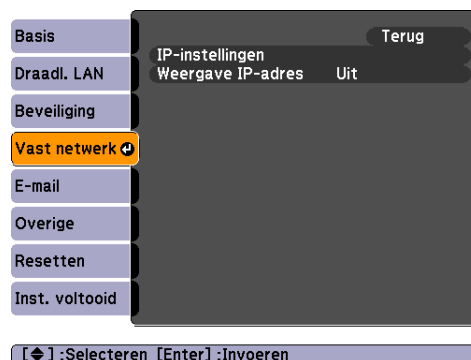 Basis
Draadl. LAN
Beveiliging
Vast netwerk
E-mail
Overige
Resetten
Inst. voltooid
Terug
IP-instellingen
Weergave IP-adres Uit
[◆] :Selecteren [Enter] :Invoeren